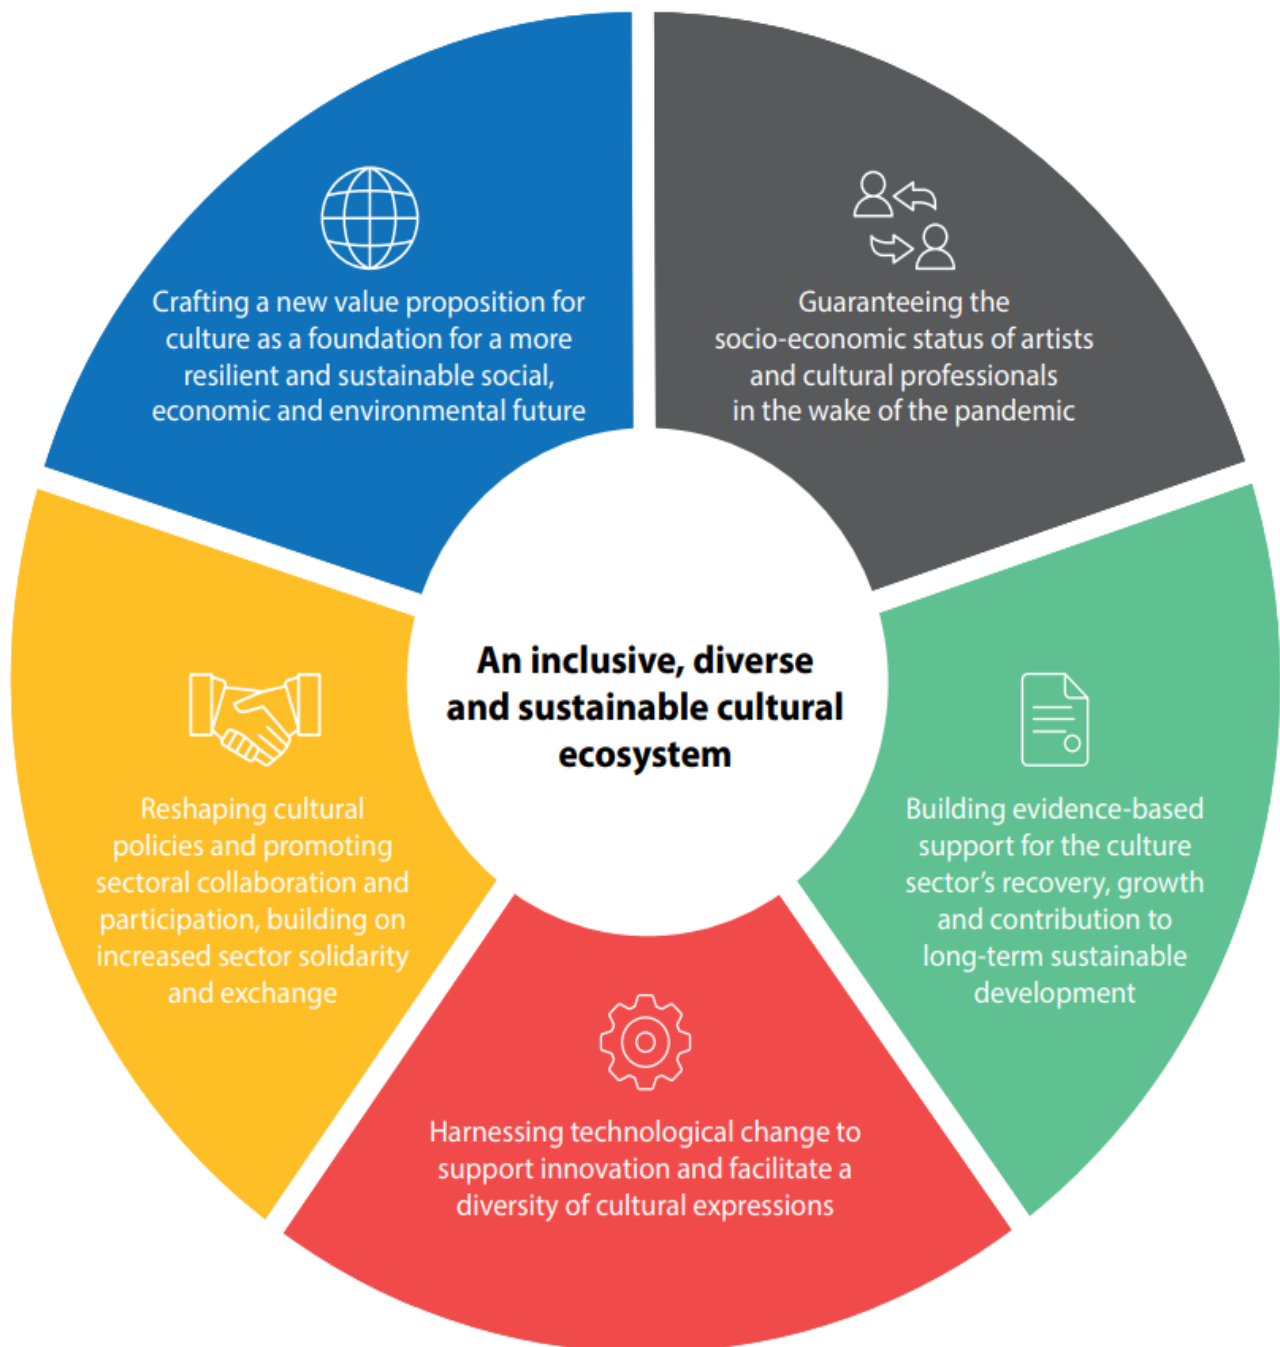 Crafting a new value proposition for
culture as a foundation for a more
resilient and sustainable social,
economic and environmental future
Guaranteeing the
socio-economic status of artists
and cultural professionals
in the wake of the pandemic
An inclusive, diverse
and sustainable cultural
ecosystem
Reshaping cultural
policies and promoting
sectoral collaboration and
participation, building on
increased sector solidarity
and exchange
Building evidence-based
support for the culture
sector’s recovery, growth
and contribution to
long-term sustainable
development
Harnessing technological change to
support innovation and facilitate a
diversity of cultural expressions